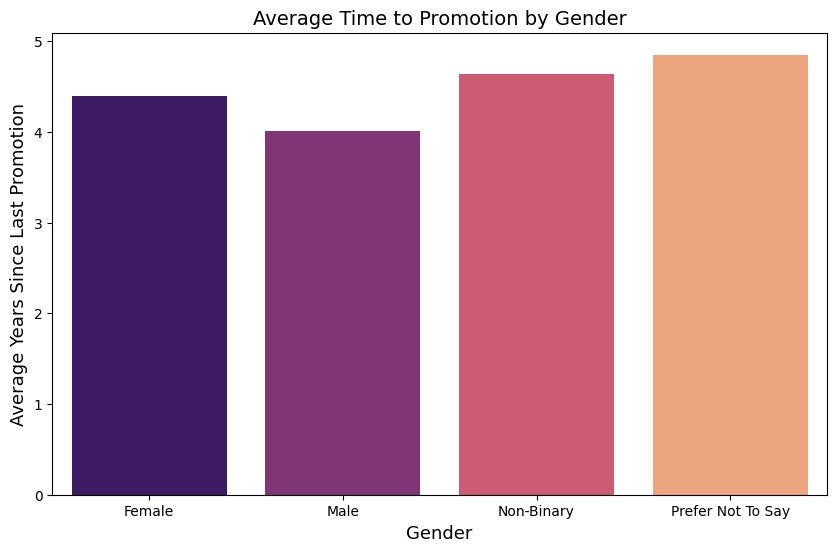 Average Time to Promotion by Gender
Average Years Since Last Promotion
5
4
3
2
1
0
Female
Male
Non-Binary
Prefer Not To Say
Gender